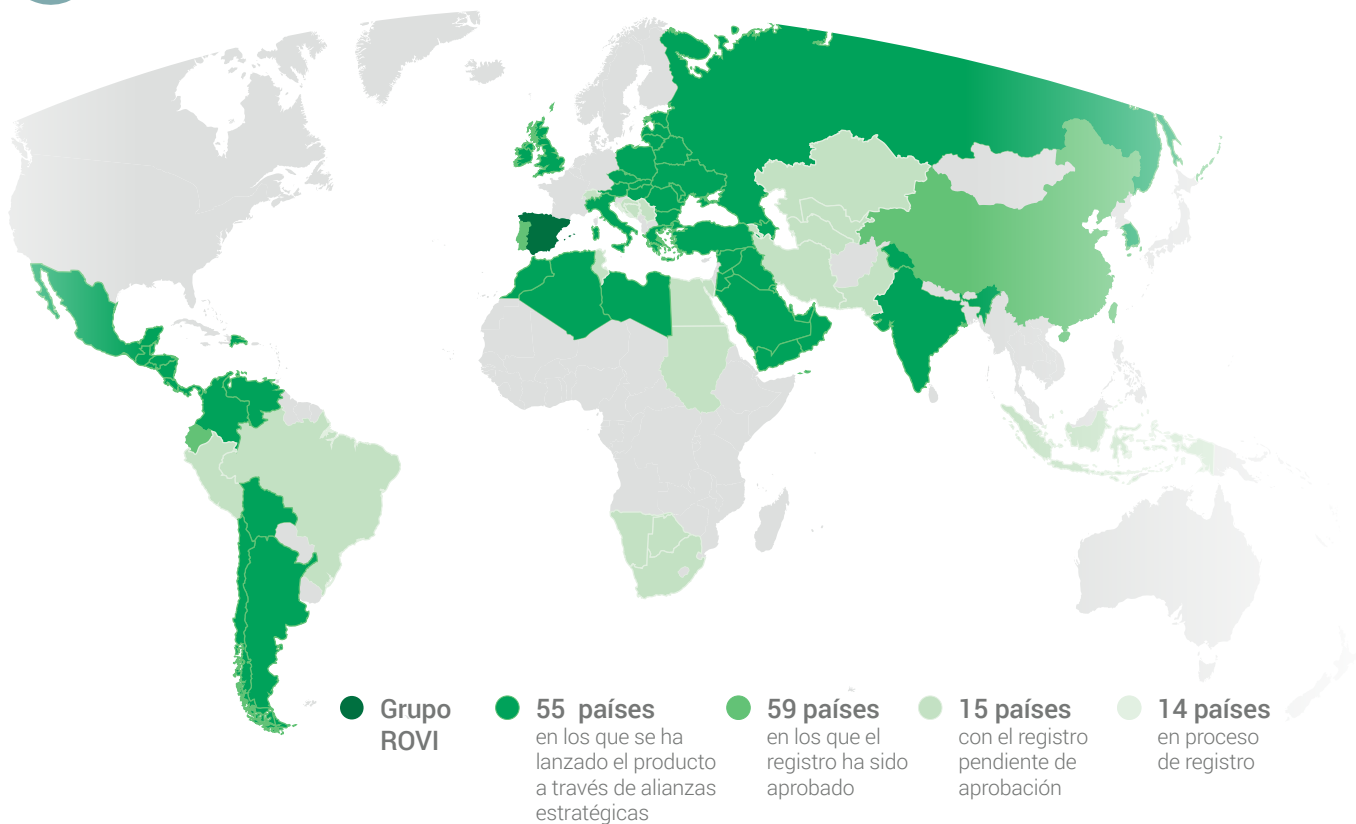 Grupo
ROVI
55 países
en los que se ha
lanzado el producto
a través de alianzas
estratégicas
59 países
en los que el
registro ha sido
aprobado
15 países
con el registro
pendiente de
aprobación
14 países
en proceso
de registro